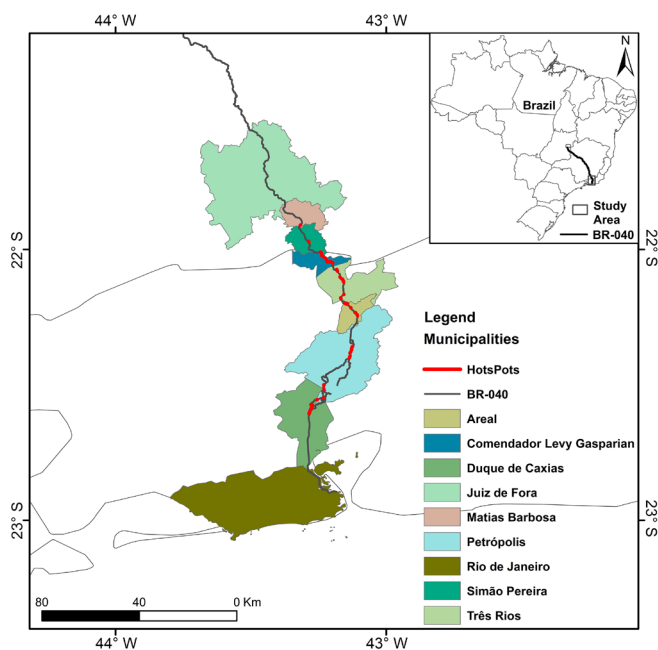 44° W
43° W
N
Brazil
Study
Area
BR-040
22° S
22° S
Legend
Municipalities
HotsPots
BR-040
Areal
Comendador Levy Gasparian
Duque de Caxias
Juiz de Fora
Matias Barbosa
Petrópolis
Rio de Janeiro
Simão Pereira
Três Rios
23° S
23° S
80
40
0 Km
44° W
43° W